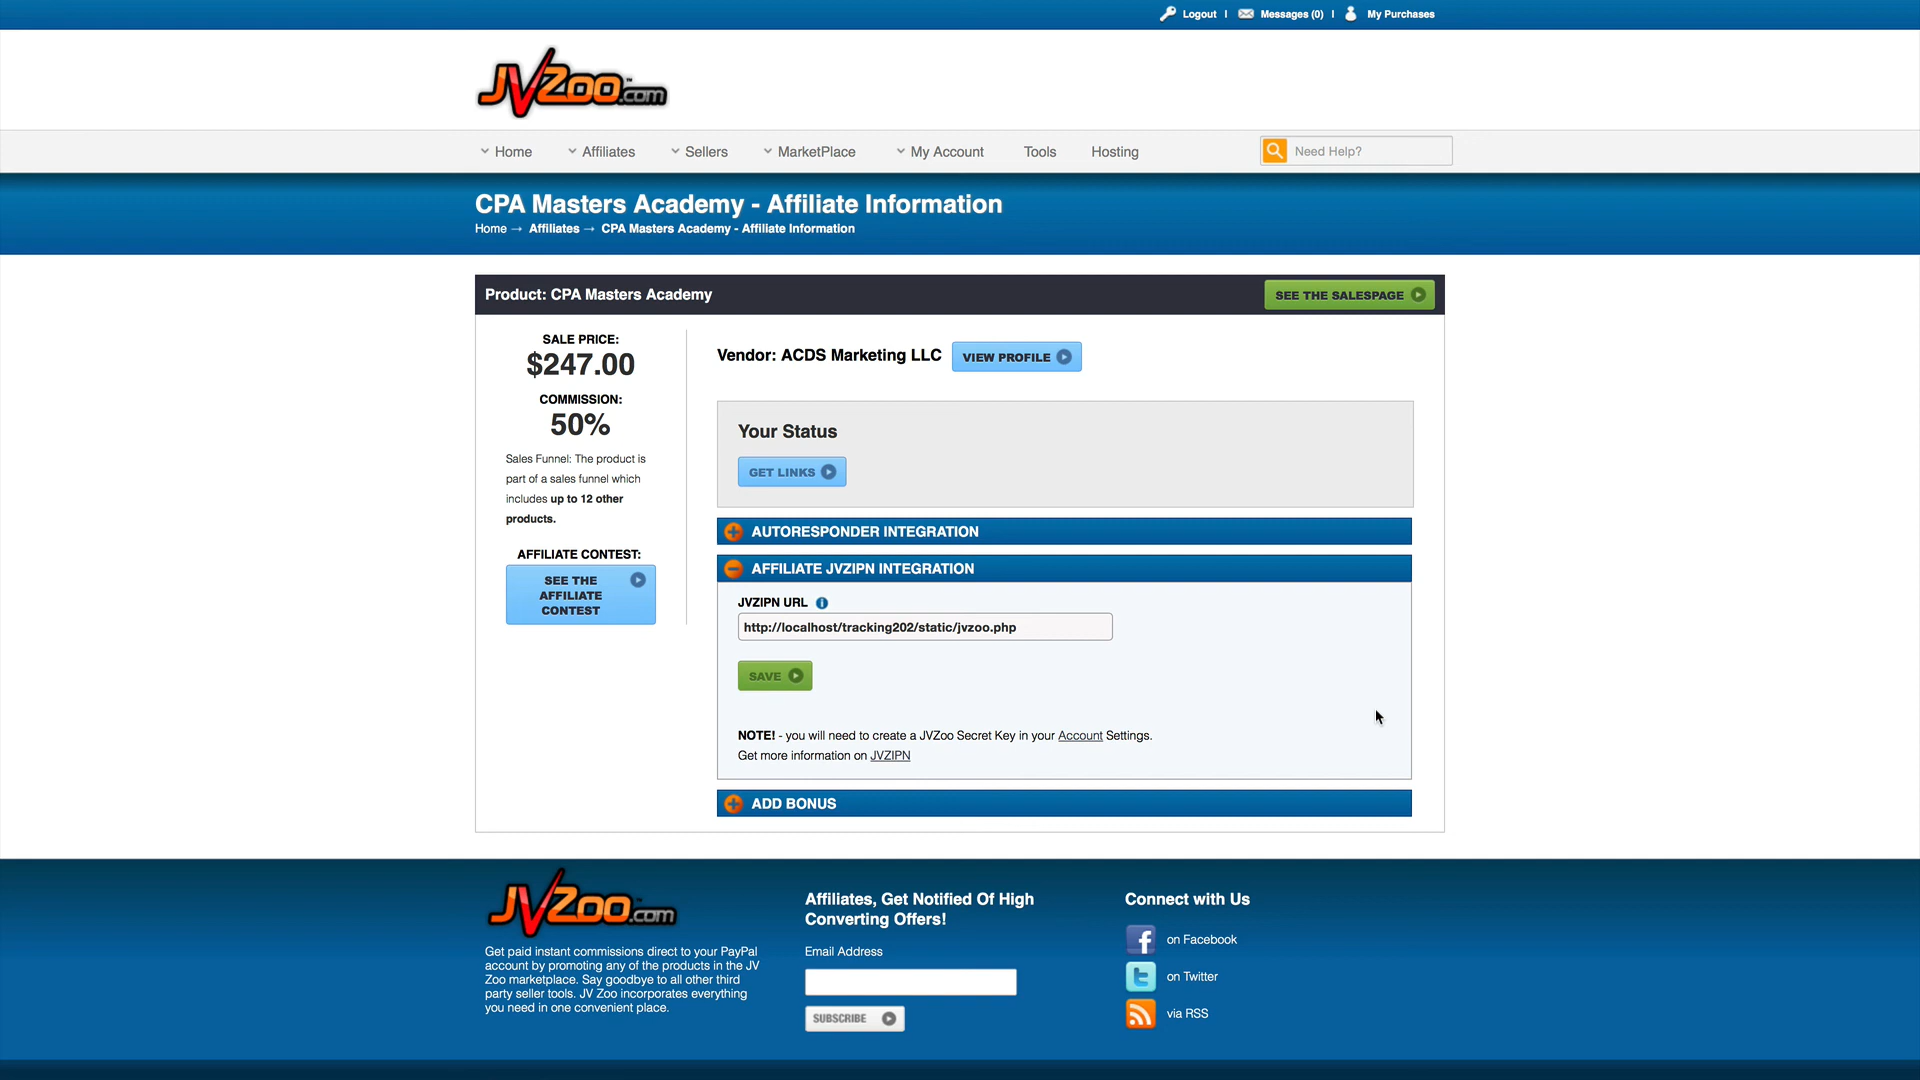 Logout | Messages (0) | My Purchases
JVZoo.com™
Home Affiliates Sellers MarketPlace My Account Tools Hosting Need Help?
CPA Masters Academy - Affiliate Information
Home → Affiliates → CPA Masters Academy - Affiliate Information
Product: CPA Masters Academy
SEE THE SALESPAGE
SALE PRICE:
$247.00
COMMISSION:
50%
Sales Funnel: The product is
part of a sales funnel which
includes up to 12 other
products.
AFFILIATE CONTEST:
SEE THE
AFFILIATE
CONTEST
Vendor: ACDS Marketing LLC
VIEW PROFILE
Your Status
GET LINKS
AUTORESPONDER INTEGRATION
AFFILIATE JVZIPN INTEGRATION
JVZIPN URL
http://localhost/tracking202/static/jvzoo.php
SAVE
NOTE! - you will need to create a JVZoo Secret Key in your Account Settings.
Get more information on JVZIPN
ADD BONUS
JVZoo.com
Get paid instant commissions direct to your PayPal
account by promoting any of the products in the JV
Zoo marketplace. Say goodbye to all other third
party seller tools. JV Zoo incorporates everything
you need in one convenient place.
Affiliates, Get Notified Of High
Converting Offers!
Email Address
SUBSCRIBE
Connect with Us
on Facebook
on Twitter
via RSS